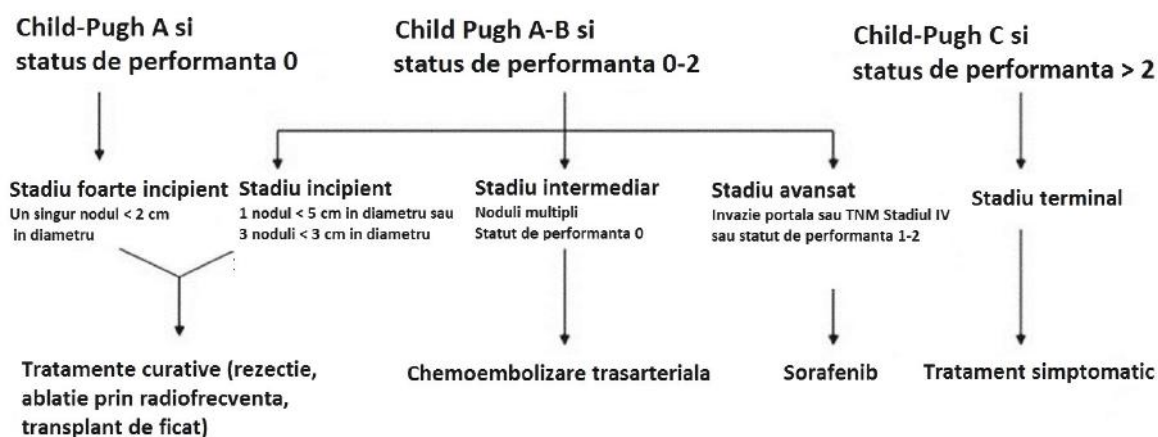 Child-Pugh A si
status de performanta 0
Child Pugh A-B si
status de performanta 0-2
Child-Pugh C si
status de performanta > 2
Stadiu foarte incipient
Un singur nodul < 2 cm
in diametru
Stadiu incipient
1 nodul < 5 cm in diametru sau
3 noduli < 3 cm in diametru
Stadiu intermediar
Noduli multipli
Statut de performanta 0
Stadiu avansat
Invazie portala sau TNM Stadiul IV
sau statut de performanta 1-2
Stadiu terminal
Tratamente curative (rezectie,
ablatie prin radiofrecventa,
transplant de ficat)
Chemoembolizare trasarteriala
Sorafenib
Tratament simptomatic